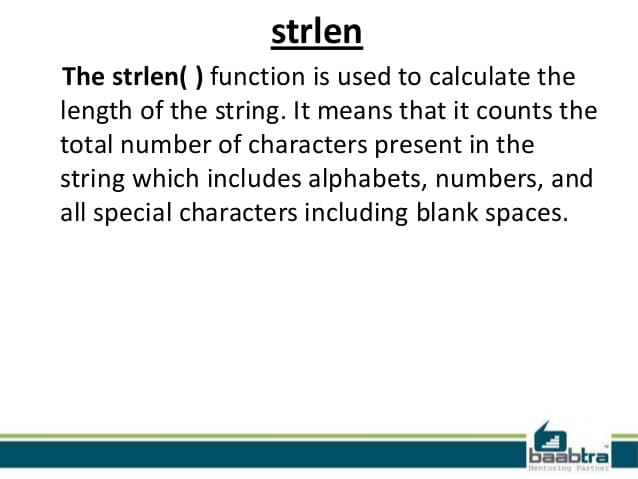 strlen
The strlen( ) function is used to calculate the
length of the string. It means that it counts the
total number of characters present in the
string which includes alphabets, numbers, and
all special characters including blank spaces.
baabtra
Mentoring Partner